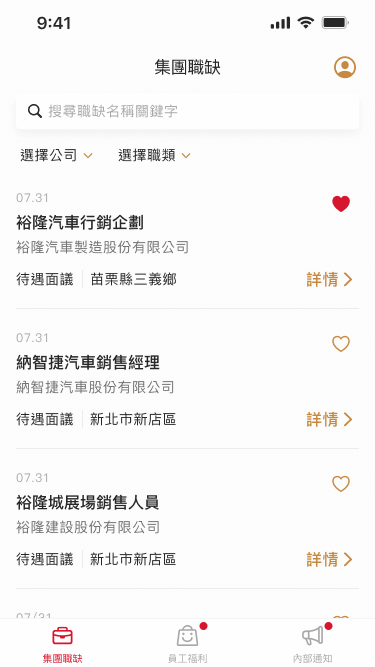 9:41
集團職缺
搜尋職缺名稱關鍵字
選擇公司 選擇職類
07.31
裕隆汽車行銷企劃
裕隆汽車製造股份有限公司
待遇面議 苗栗縣三義鄉 詳情
07.31
納智捷汽車銷售經理
納智捷汽車股份有限公司
待遇面議 新北市新店區 詳情
07.31
裕隆城展場銷售人員
裕隆建設股份有限公司
待遇面議 新北市新店區 詳情
07/31
集團職缺 員工福利 內部通知